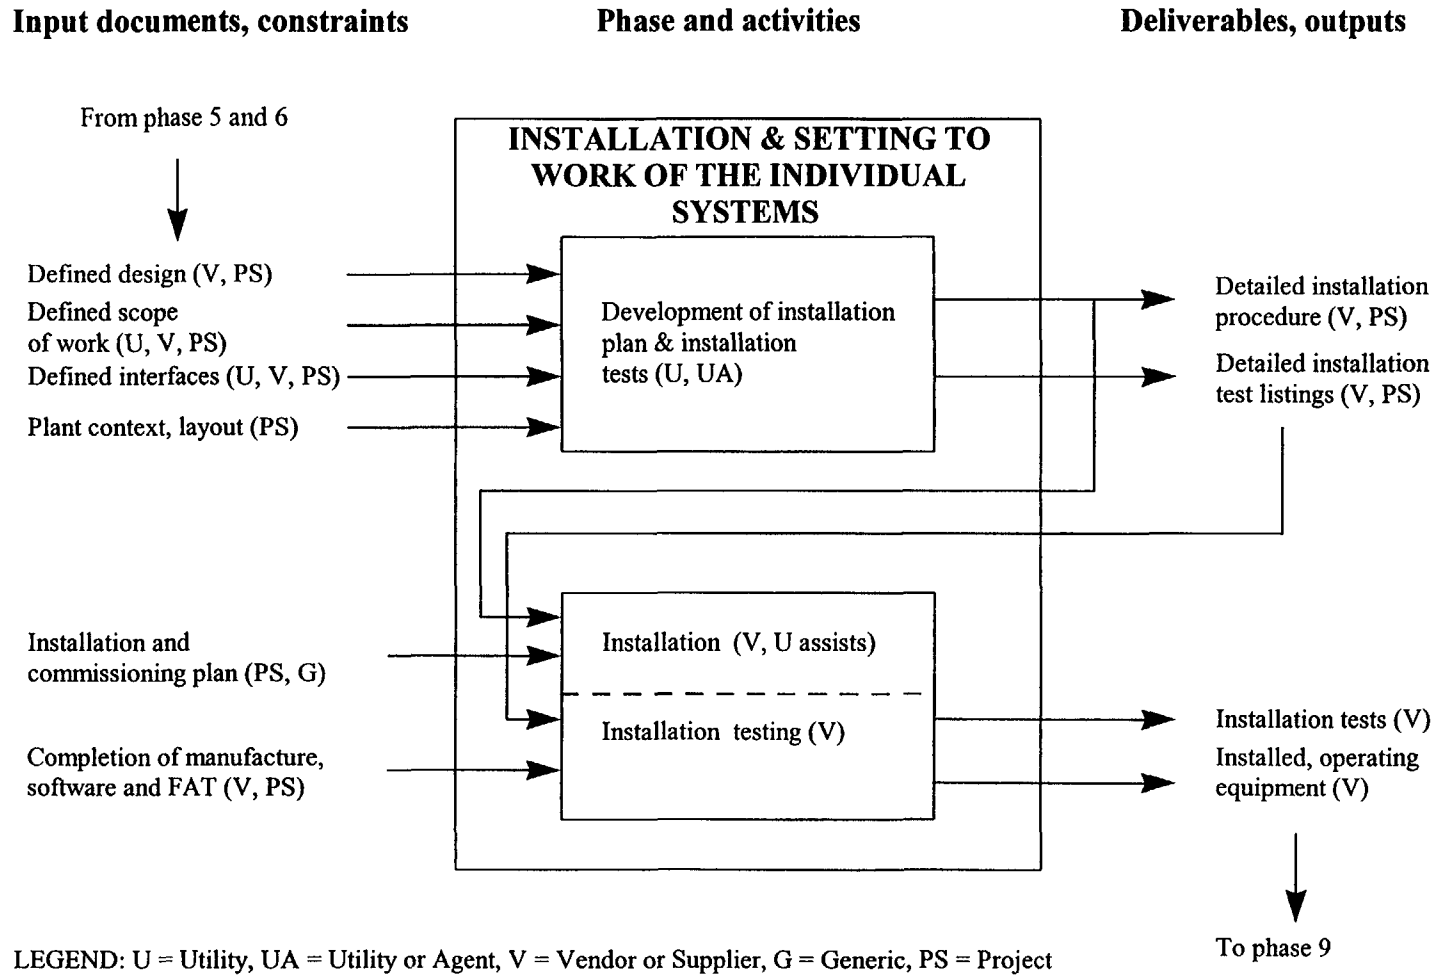 Input documents, constraints
Phase and activities
Deliverables, outputs
From phase 5 and 6
INSTALLATION & SETTING TO
WORK OF THE INDIVIDUAL
SYSTEMS
Defined design (V, PS)
Defined scope
of work (U, V, PS)
Defined interfaces (U, V, PS)
Plant context, layout (PS)
Development of installation
plan & installation
tests (U, UA)
Detailed installation
procedure (V, PS)
Detailed installation
test listings (V, PS)
Installation and
commissioning plan (PS, G)
Completion of manufacture,
software and FAT (V, PS)
Installation (V, U assists)
Installation testing (V)
Installation tests (V)
Installed, operating
equipment (V)
To phase 9
LEGEND: U = Utility, UA = Utility or Agent, V = Vendor or Supplier, G = Generic, PS = Project